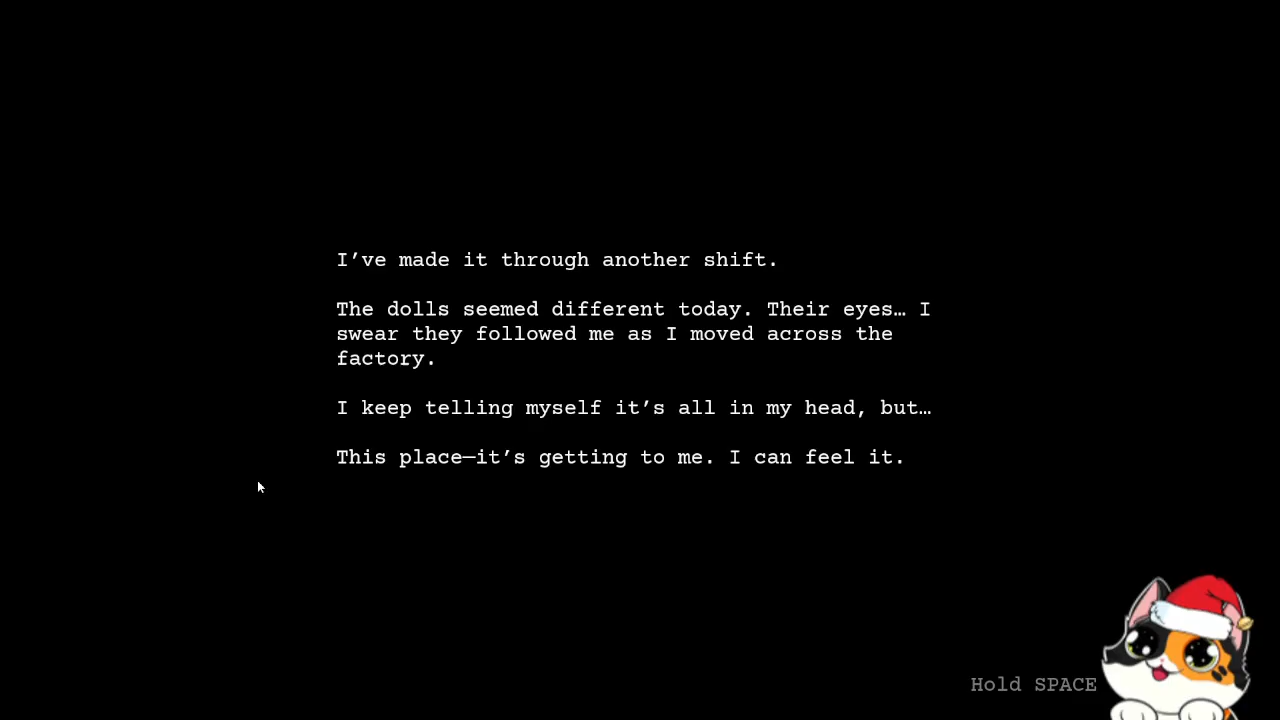 I’ve made it through another shift.
The dolls seemed different today. Their eyes… I
swear they followed me as I moved across the
factory.
I keep telling myself it’s all in my head, but…
This place—it’s getting to me. I can feel it.
Hold SPACE